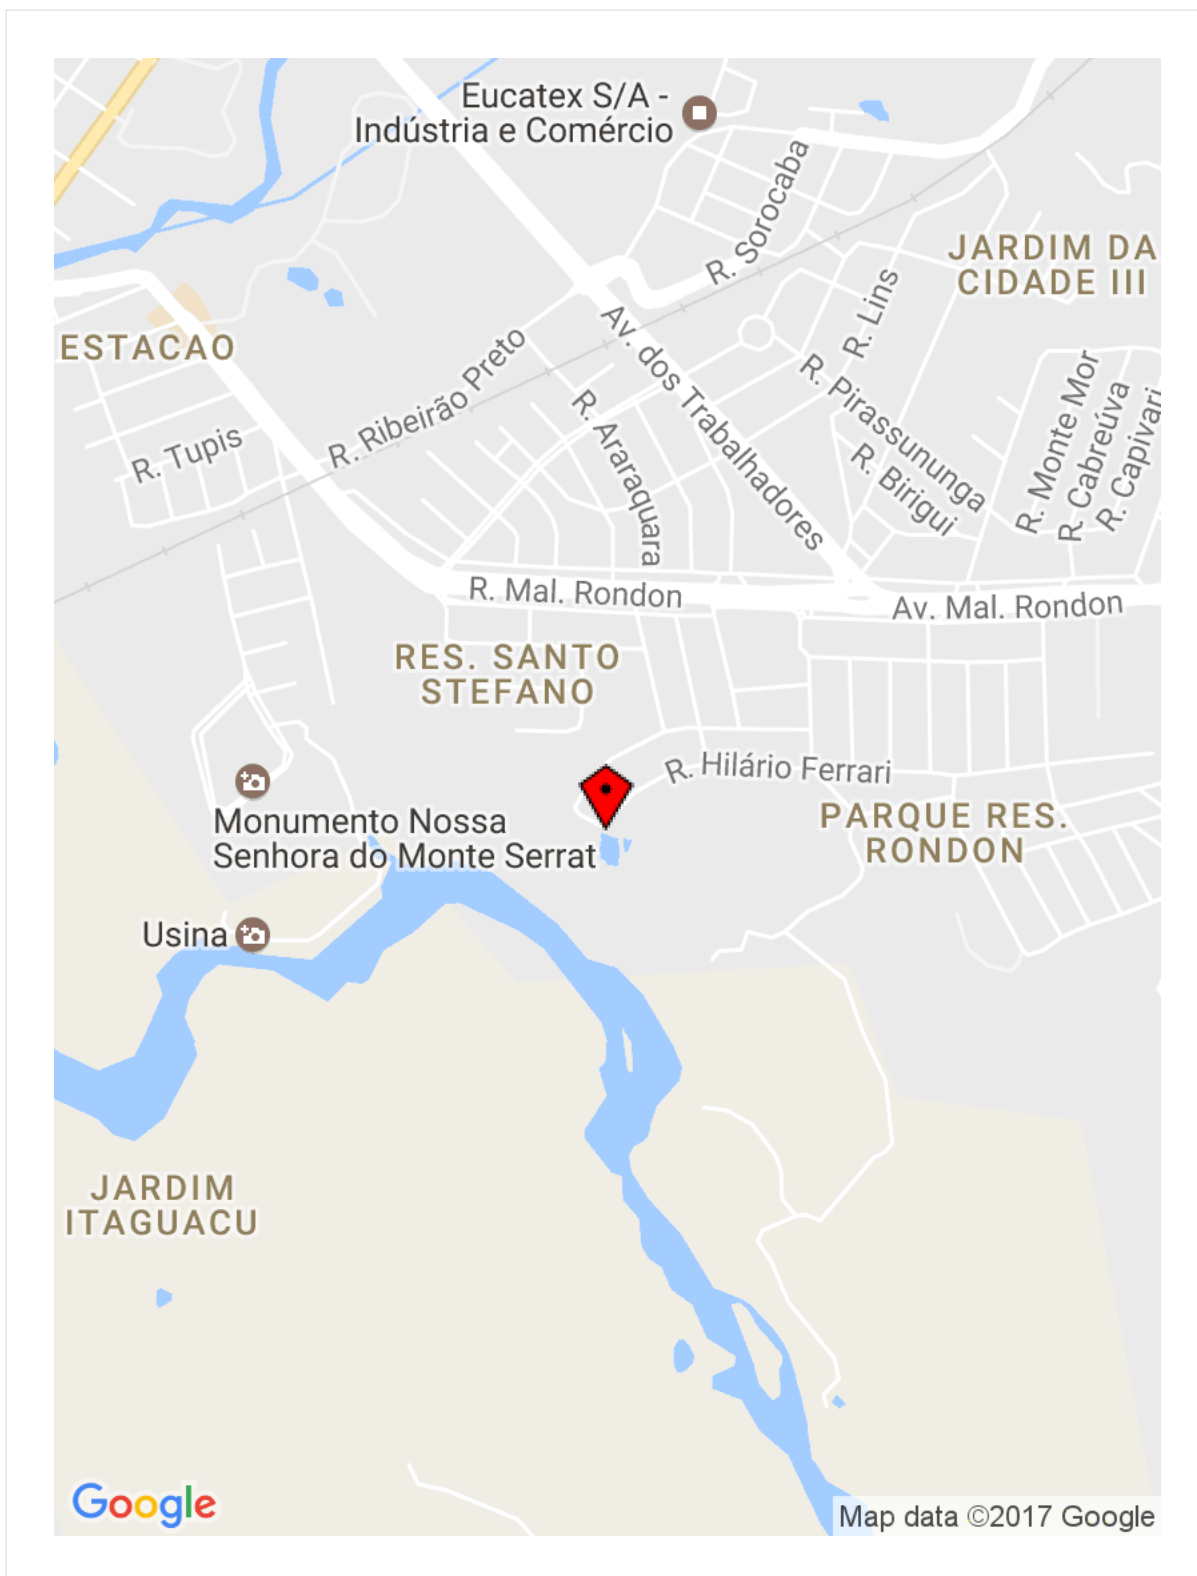 Eucatex S/A -
Indústria e Comércio
R. Sorocaba
JARDIM DA
CIDADE III
R. Lins
ESTACAO
Av. dos Trabalhadores
R. Ribeirão Preto
R. Pirassununga
R. Monte Mor
R. Cabreúva
R. Capivari
R. Tupis
R. Araraquara
R. Birigui
R. Mal. Rondon
Av. Mal. Rondon
RES. SANTO
STEFANO
R. Hilário Ferrari
Monumento Nossa
Senhora do Monte Serrat
PARQUE RES.
RONDON
Usina
JARDIM
ITAGUACU
Google
Map data ©2017 Google